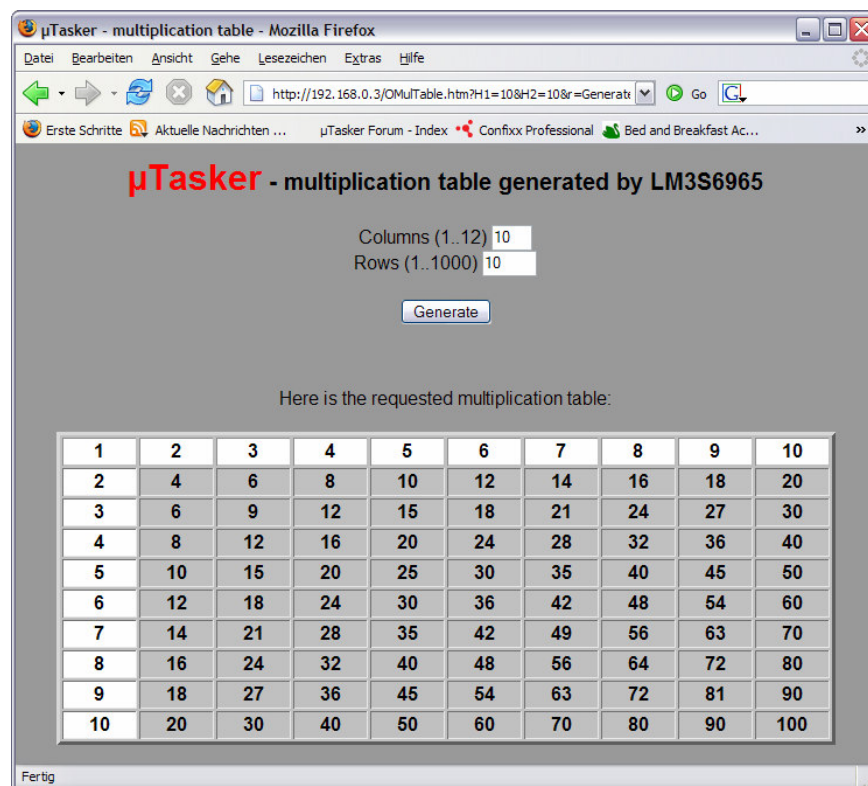 µTasker - multiplication table - Mozilla Firefox
Datei Bearbeiten Ansicht Gehe Lesezeichen Extras Hilfe
http://192.168.0.3/OMulTable.htm?H1=10&H2=10&r=Generate Go G
Erste Schritte Aktuelle Nachrichten ... µTasker Forum - Index Confixx Professional Bed and Breakfast Ac... »
µTasker - multiplication table generated by LM3S6965
Columns (1..12) 10
Rows (1..1000) 10
Generate
Here is the requested multiplication table:
1 2 3 4 5 6 7 8 9 10
2 4 6 8 10 12 14 16 18 20
3 6 9 12 15 18 21 24 27 30
4 8 12 16 20 24 28 32 36 40
5 10 15 20 25 30 35 40 45 50
6 12 18 24 30 36 42 48 54 60
7 14 21 28 35 42 49 56 63 70
8 16 24 32 40 48 56 64 72 80
9 18 27 36 45 54 63 72 81 90
10 20 30 40 50 60 70 80 90 100
Fertig